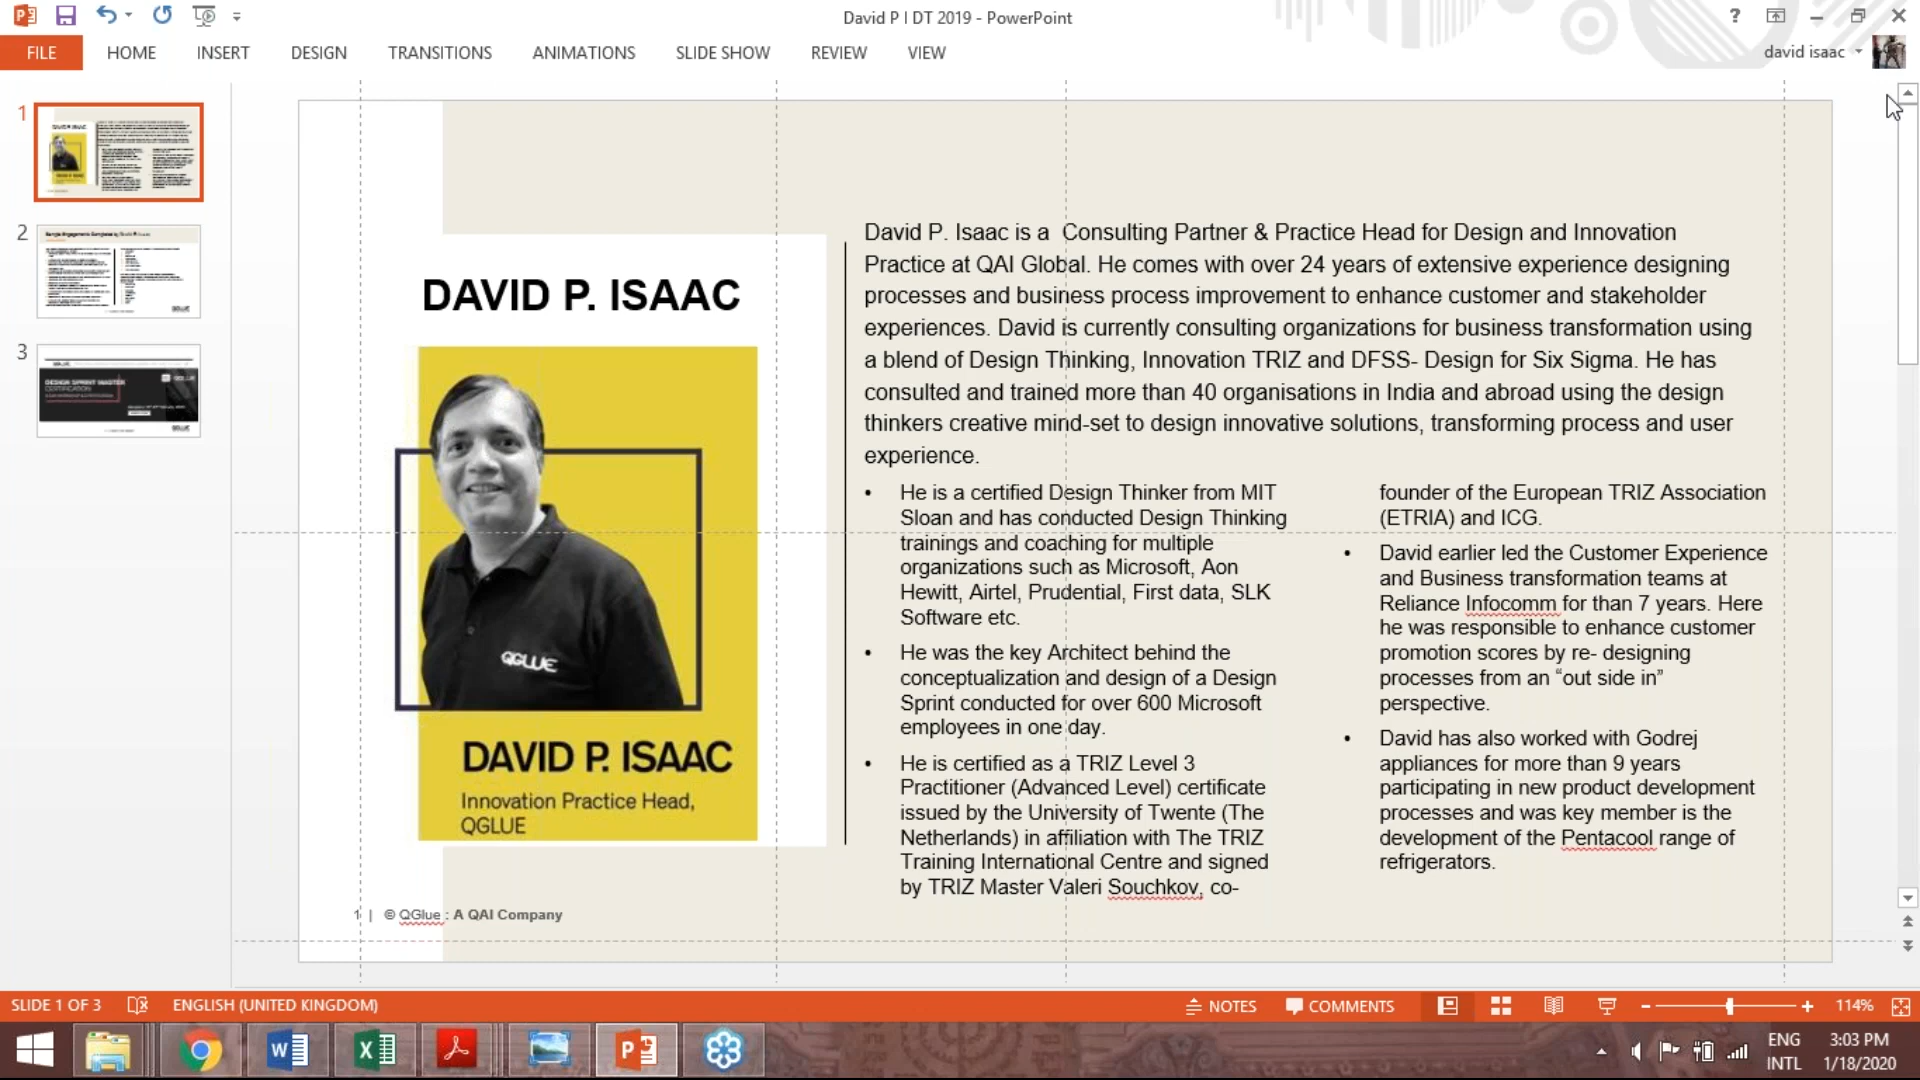 David P I DT 2019 - PowerPoint
?
FILE HOME INSERT DESIGN TRANSITIONS ANIMATIONS SLIDE SHOW REVIEW VIEW
david isaac
1
2
3
DESIGN SPRINT MASTER
CERTIFICATION
QGLUE
DAVID P. ISAAC
DAVID P. ISAAC
Innovation Practice Head,
QGLUE
QGLUE
David P. Isaac is a  Consulting Partner & Practice Head for Design and Innovation
Practice at QAI Global. He comes with over 24 years of extensive experience designing
processes and business process improvement to enhance customer and stakeholder
experiences. David is currently consulting organizations for business transformation using
a blend of Design Thinking, Innovation TRIZ and DFSS- Design for Six Sigma. He has
consulted and trained more than 40 organisations in India and abroad using the design
thinkers creative mind-set to design innovative solutions, transforming process and user
experience.
• He is a certified Design Thinker from MIT
Sloan and has conducted Design Thinking
trainings and coaching for multiple
organizations such as Microsoft, Aon
Hewitt, Airtel, Prudential, First data, SLK
Software etc.
• He was the key Architect behind the
conceptualization and design of a Design
Sprint conducted for over 600 Microsoft
employees in one day.
• He is certified as a TRIZ Level 3
Practitioner (Advanced Level) certificate
issued by the University of Twente (The
Netherlands) in affiliation with The TRIZ
Training International Centre and signed
by TRIZ Master Valeri Souchkov, co-
founder of the European TRIZ Association
(ETRIA) and ICG.
• David earlier led the Customer Experience
and Business transformation teams at
Reliance Infocomm for than 7 years. Here
he was responsible to enhance customer
promotion scores by re- designing
processes from an “out side in”
perspective.
• David has also worked with Godrej
appliances for more than 9 years
participating in new product development
processes and was key member is the
development of the Pentacool range of
refrigerators.
1 | © QGlue : A QAI Company
SLIDE 1 OF 3 ENGLISH (UNITED KINGDOM) NOTES COMMENTS 114%
ENG 3:03 PM
INTL 1/18/2020